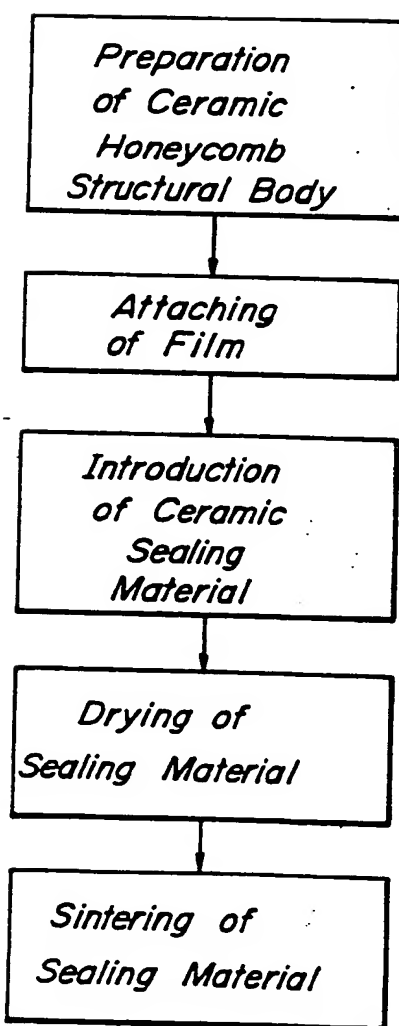 Preparation
of Ceramic
Honeycomb
Structural Body
Attaching
of Film
Introduction
of Ceramic
Sealing
Material
Drying of
Sealing Material
Sintering of
Sealing Material